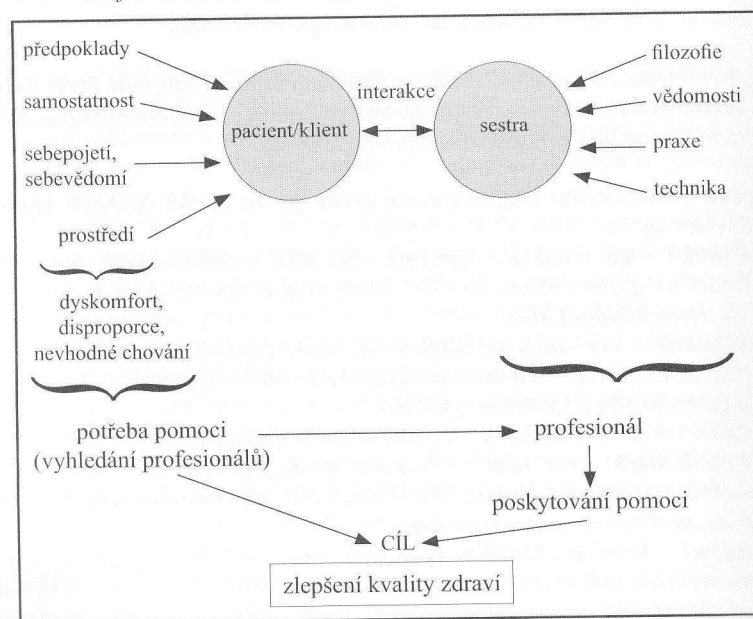 předpoklady
samostatnost
sebepojetí,
sebevědomí
prostředí
pacient/klient
interakce
sestra
filozofie
vědomosti
praxe
technika
dyskomfort,
disproporce,
nevhodné chování
potřeba pomoci
(vyhledání profesionálů)
profesionál
poskytování pomoci
CÍL
zlepšení kvality zdraví